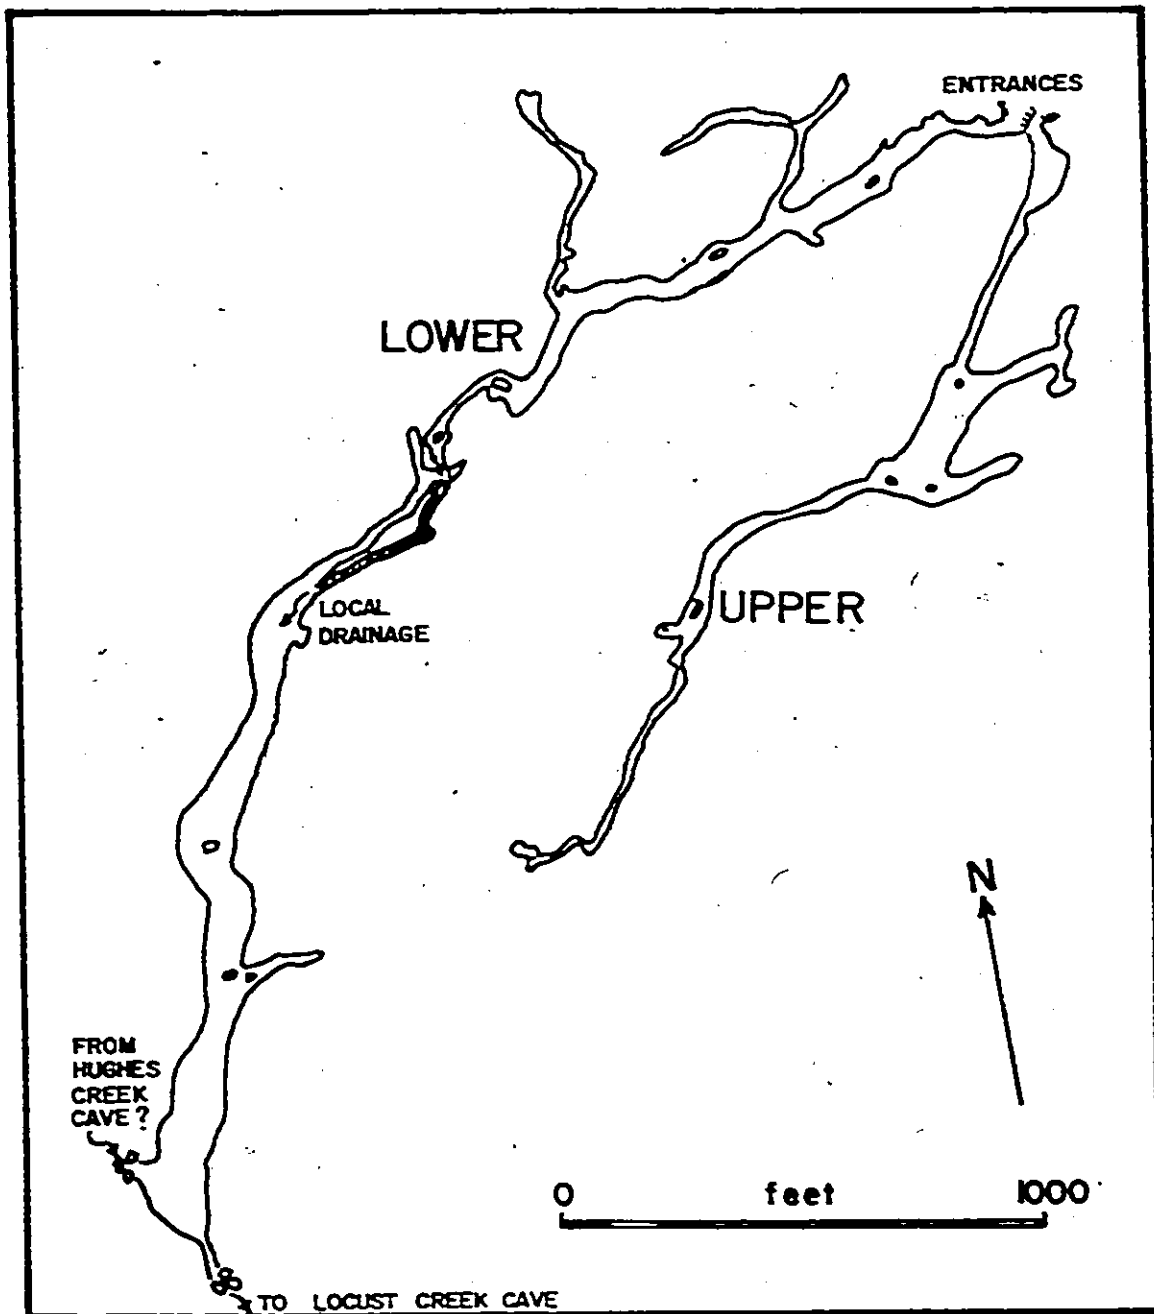 ENTRANCES
LOWER
UPPER
LOCAL
DRAINAGE
N
FROM
HUGHES
CREEK
CAVE?
0 feet 1000
TO LOCUST CREEK CAVE